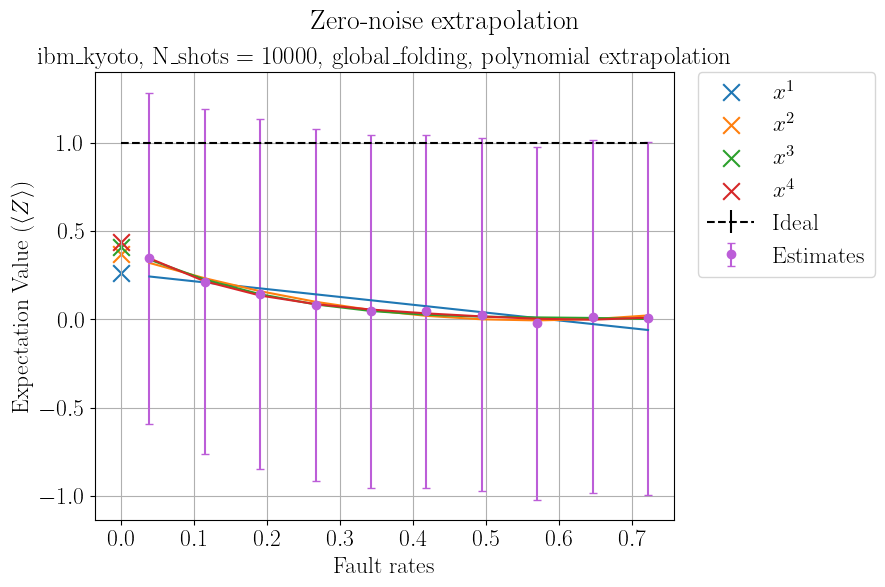 Zero-noise extrapolation
ibm_kyoto, N_shots = 10000, global_folding, polynomial extrapolation
Expectation Value (⟨Z⟩)
1.0
0.5
0.0
−0.5
−1.0
0.0 0.1 0.2 0.3 0.4 0.5 0.6 0.7
Fault rates
x¹
x²
x³
x⁴
Ideal
Estimates